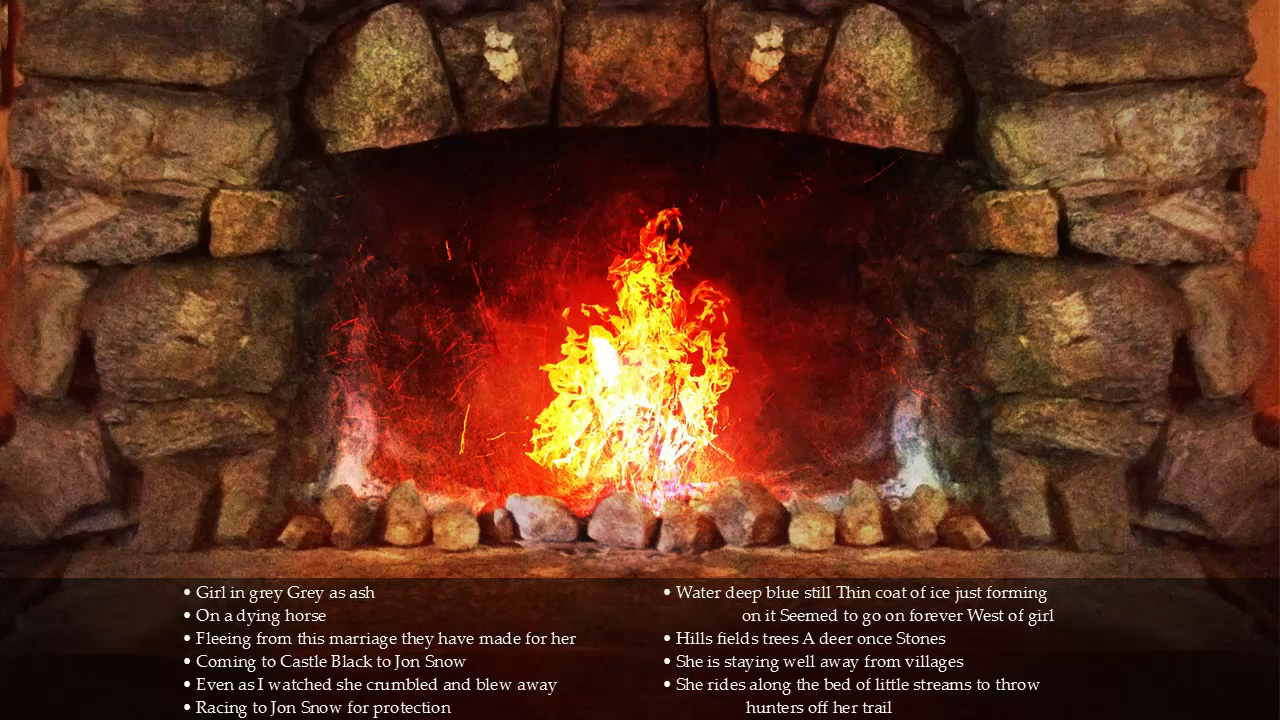 • Girl in grey Grey as ash
• On a dying horse
• Fleeing from this marriage they have made for her
• Coming to Castle Black to Jon Snow
• Even as I watched she crumbled and blew away
• Racing to Jon Snow for protection
• Water deep blue still Thin coat of ice just forming
on it Seemed to go on forever West of girl
• Hills fields trees A deer once Stones
• She is staying well away from villages
• She rides along the bed of little streams to throw
hunters off her trail